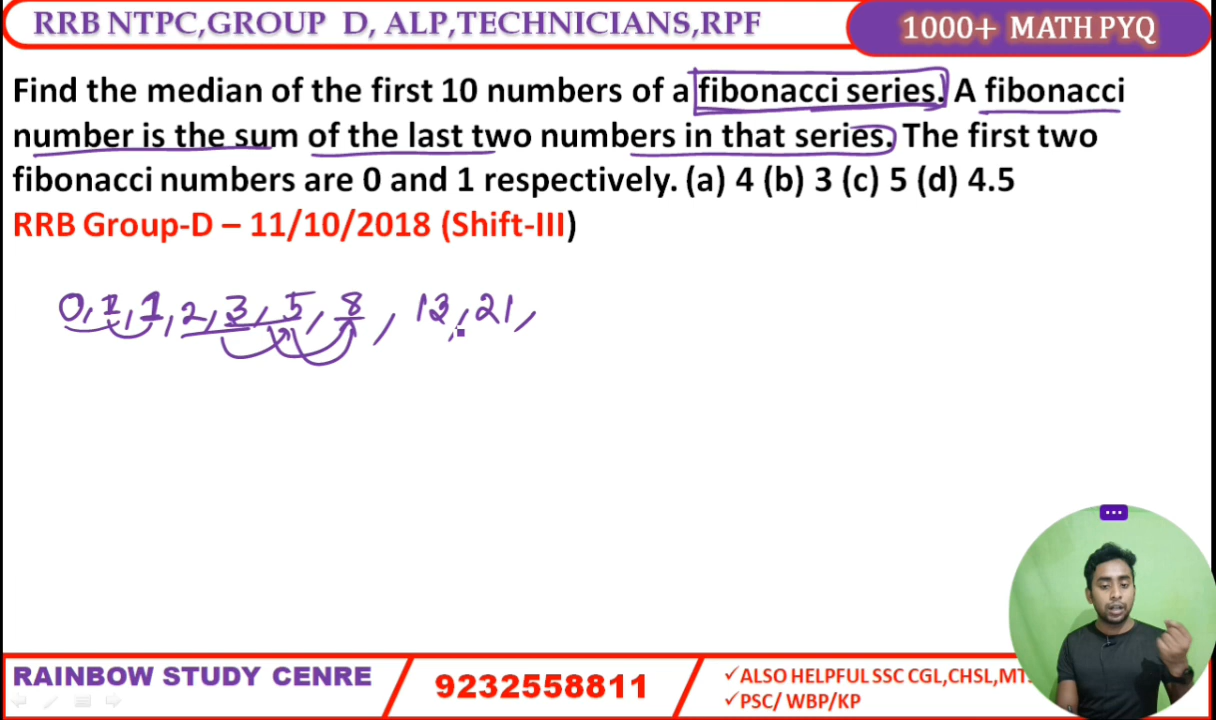 RRB NTPC,GROUP D, ALP,TECHNICIANS,RPF
1000+ MATH PYQ
Find the median of the first 10 numbers of a fibonacci series. A fibonacci
number is the sum of the last two numbers in that series. The first two
fibonacci numbers are 0 and 1 respectively. (a) 4 (b) 3 (c) 5 (d) 4.5
RRB Group-D – 11/10/2018 (Shift-III)
0, 1, 1, 2, 3, 5, 8, 13, 21,
RAINBOW STUDY CENRE
9232558811
✓ALSO HELPFUL SSC CGL,CHSL,MT
✓PSC/ WBP/KP